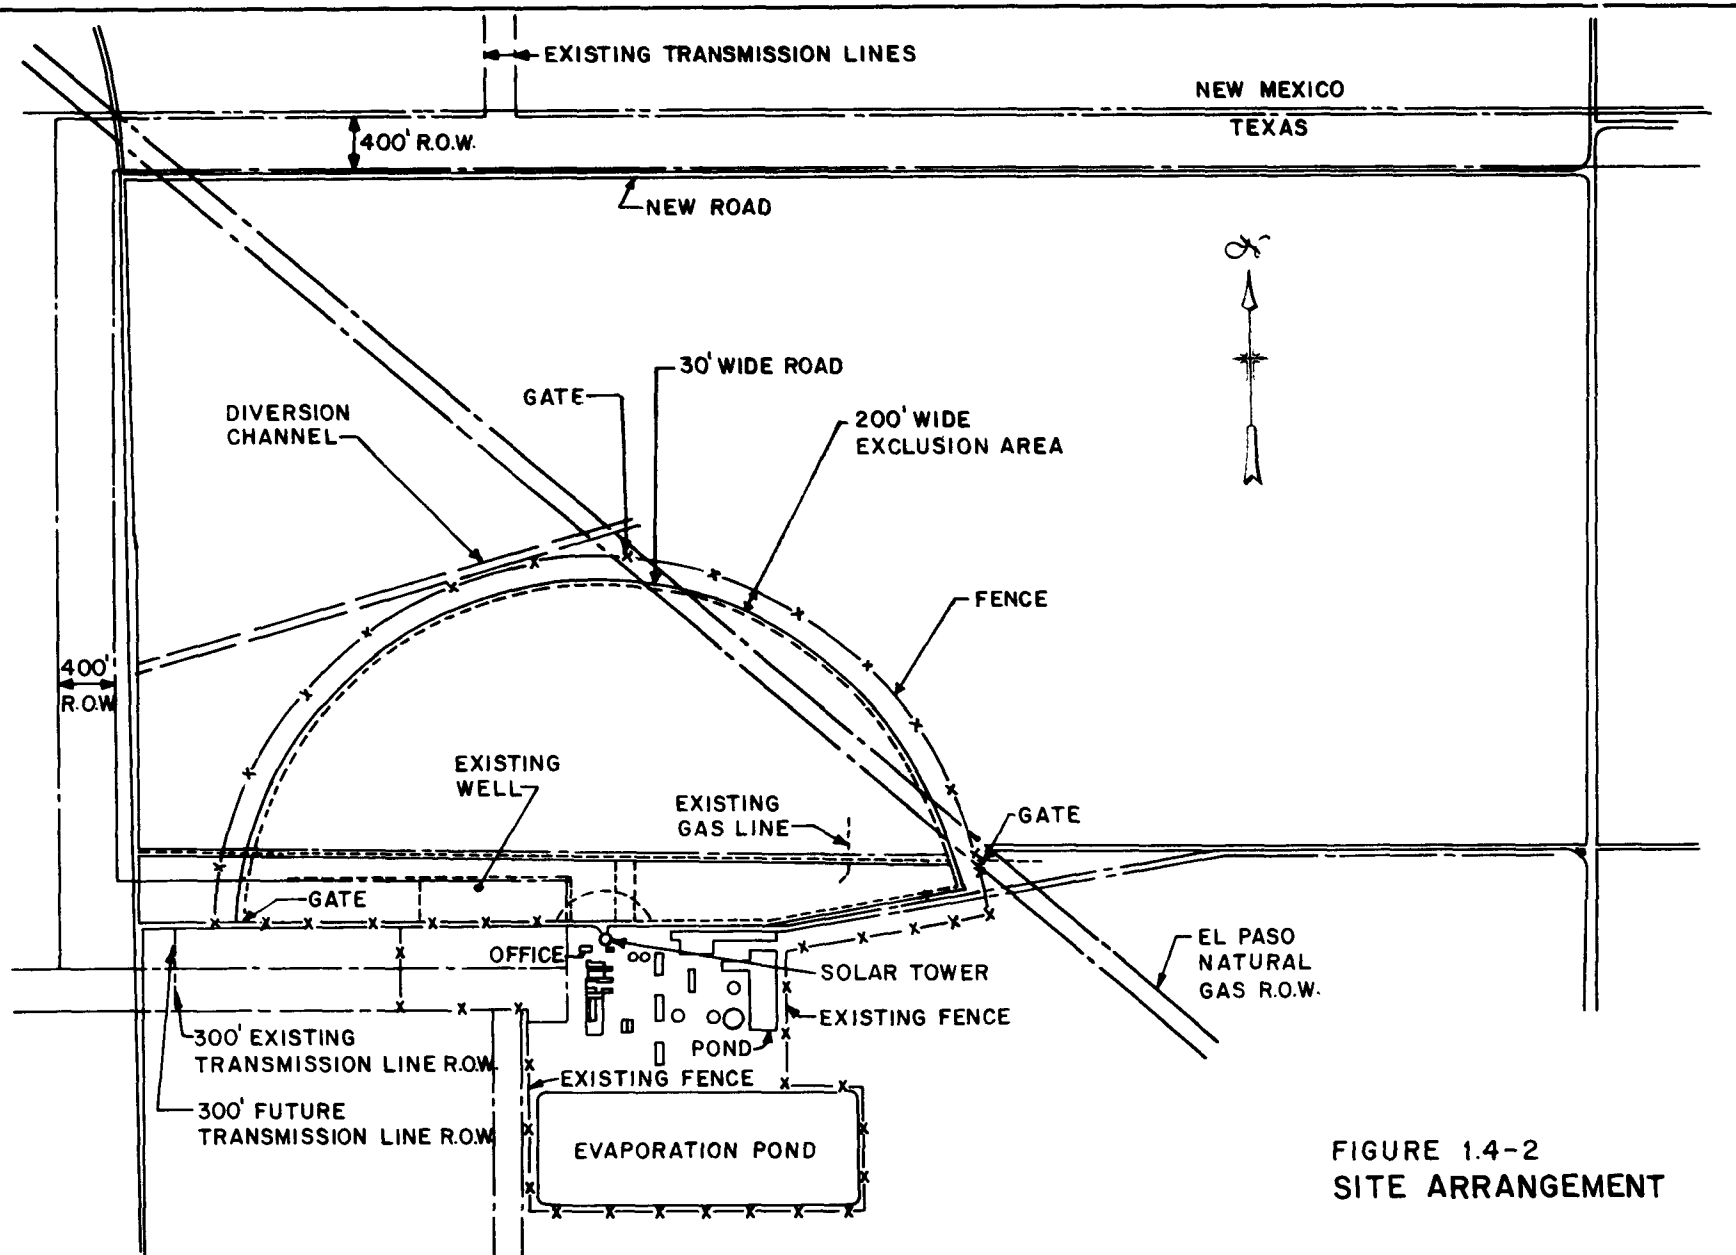 EXISTING TRANSMISSION LINES
NEW MEXICO
TEXAS
400' R.O.W.
NEW ROAD
N
30' WIDE ROAD
GATE
DIVERSION
CHANNEL
200' WIDE
EXCLUSION AREA
FENCE
400'
R.O.W
EXISTING
WELL
EXISTING
GAS LINE
GATE
GATE
OFFICE
SOLAR TOWER
EL PASO
NATURAL
GAS R.O.W.
EXISTING FENCE
POND
300' EXISTING
TRANSMISSION LINE R.O.W.
EXISTING FENCE
300' FUTURE
TRANSMISSION LINE R.O.W
EVAPORATION POND
FIGURE 1.4-2
SITE ARRANGEMENT